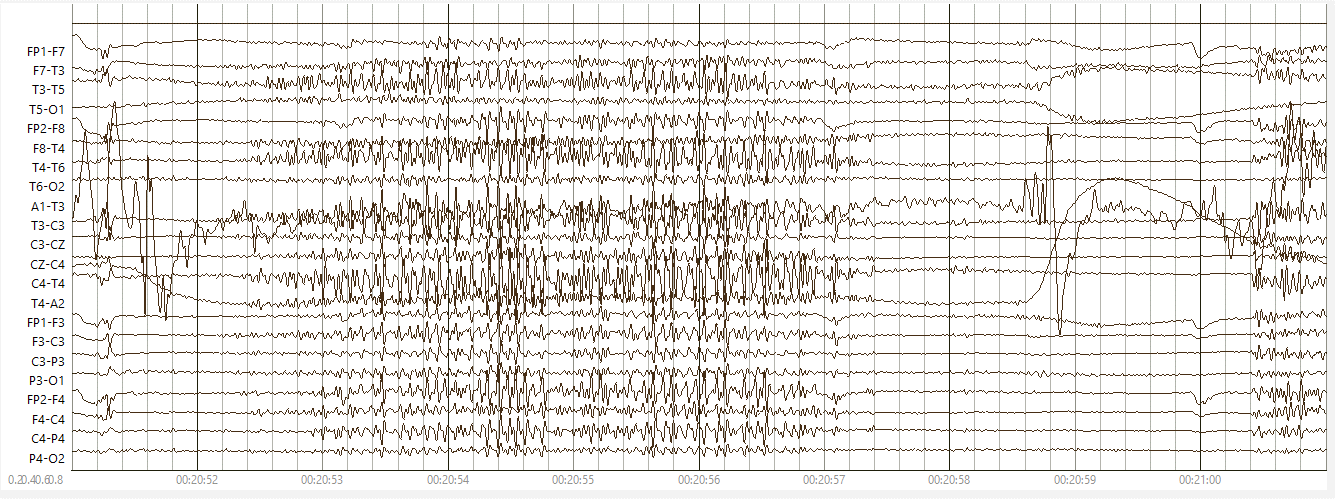 FP1-F7
F7-T3
T3-T5
T5-O1
FP2-F8
F8-T4
T4-T6
T6-O2
A1-T3
T3-C3
C3-CZ
CZ-C4
C4-T4
T4-A2
FP1-F3
F3-C3
C3-P3
P3-O1
FP2-F4
F4-C4
C4-P4
P4-O2
0.20.40.60.8 00:20:52 00:20:53 00:20:54 00:20:55 00:20:56 00:20:57 00:20:58 00:20:59 00:21:00